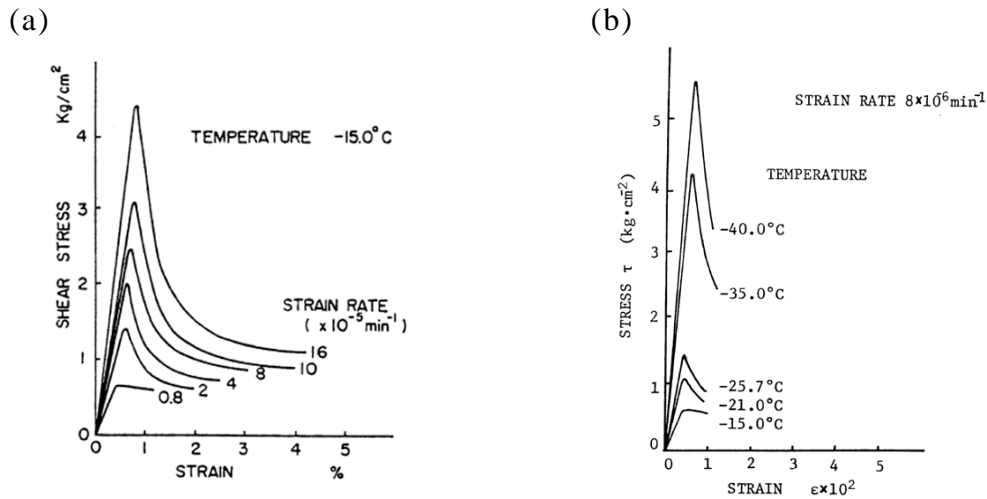 (a)
Kg/cm²
SHEAR STRESS
4
3
2
1
0
TEMPERATURE -15.0°C
STRAIN RATE
( x10⁻⁵min⁻¹)
16
10
8
4
2
0.8
0 1 2 3 4 5
STRAIN %
(b)
STRESS τ (kg·cm⁻²)
5
4
3
2
1
0
STRAIN RATE 8×10⁻⁶min⁻¹
TEMPERATURE
-40.0°C
-35.0°C
-25.7°C
-21.0°C
-15.0°C
0 1 2 3 4 5
STRAIN ε×10²